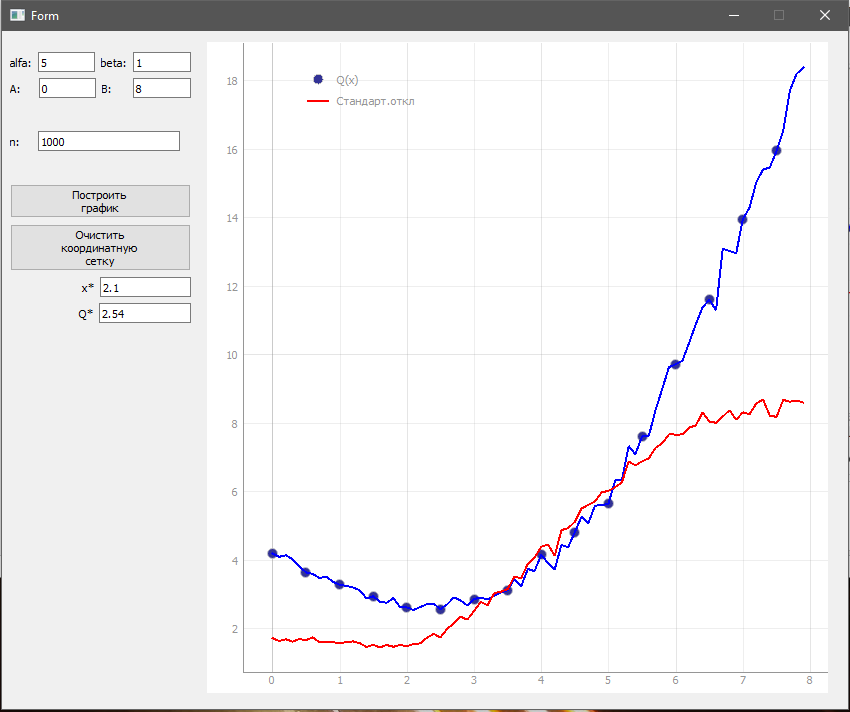 Form
alfa: 5 beta: 1
A: 0 B: 8
n: 1000
Построить
график
Очистить
координатную
сетку
x* 2.1
Q* 2.54
Q(x)
Стандарт.откл
18
16
14
12
10
8
6
4
2
0 1 2 3 4 5 6 7 8